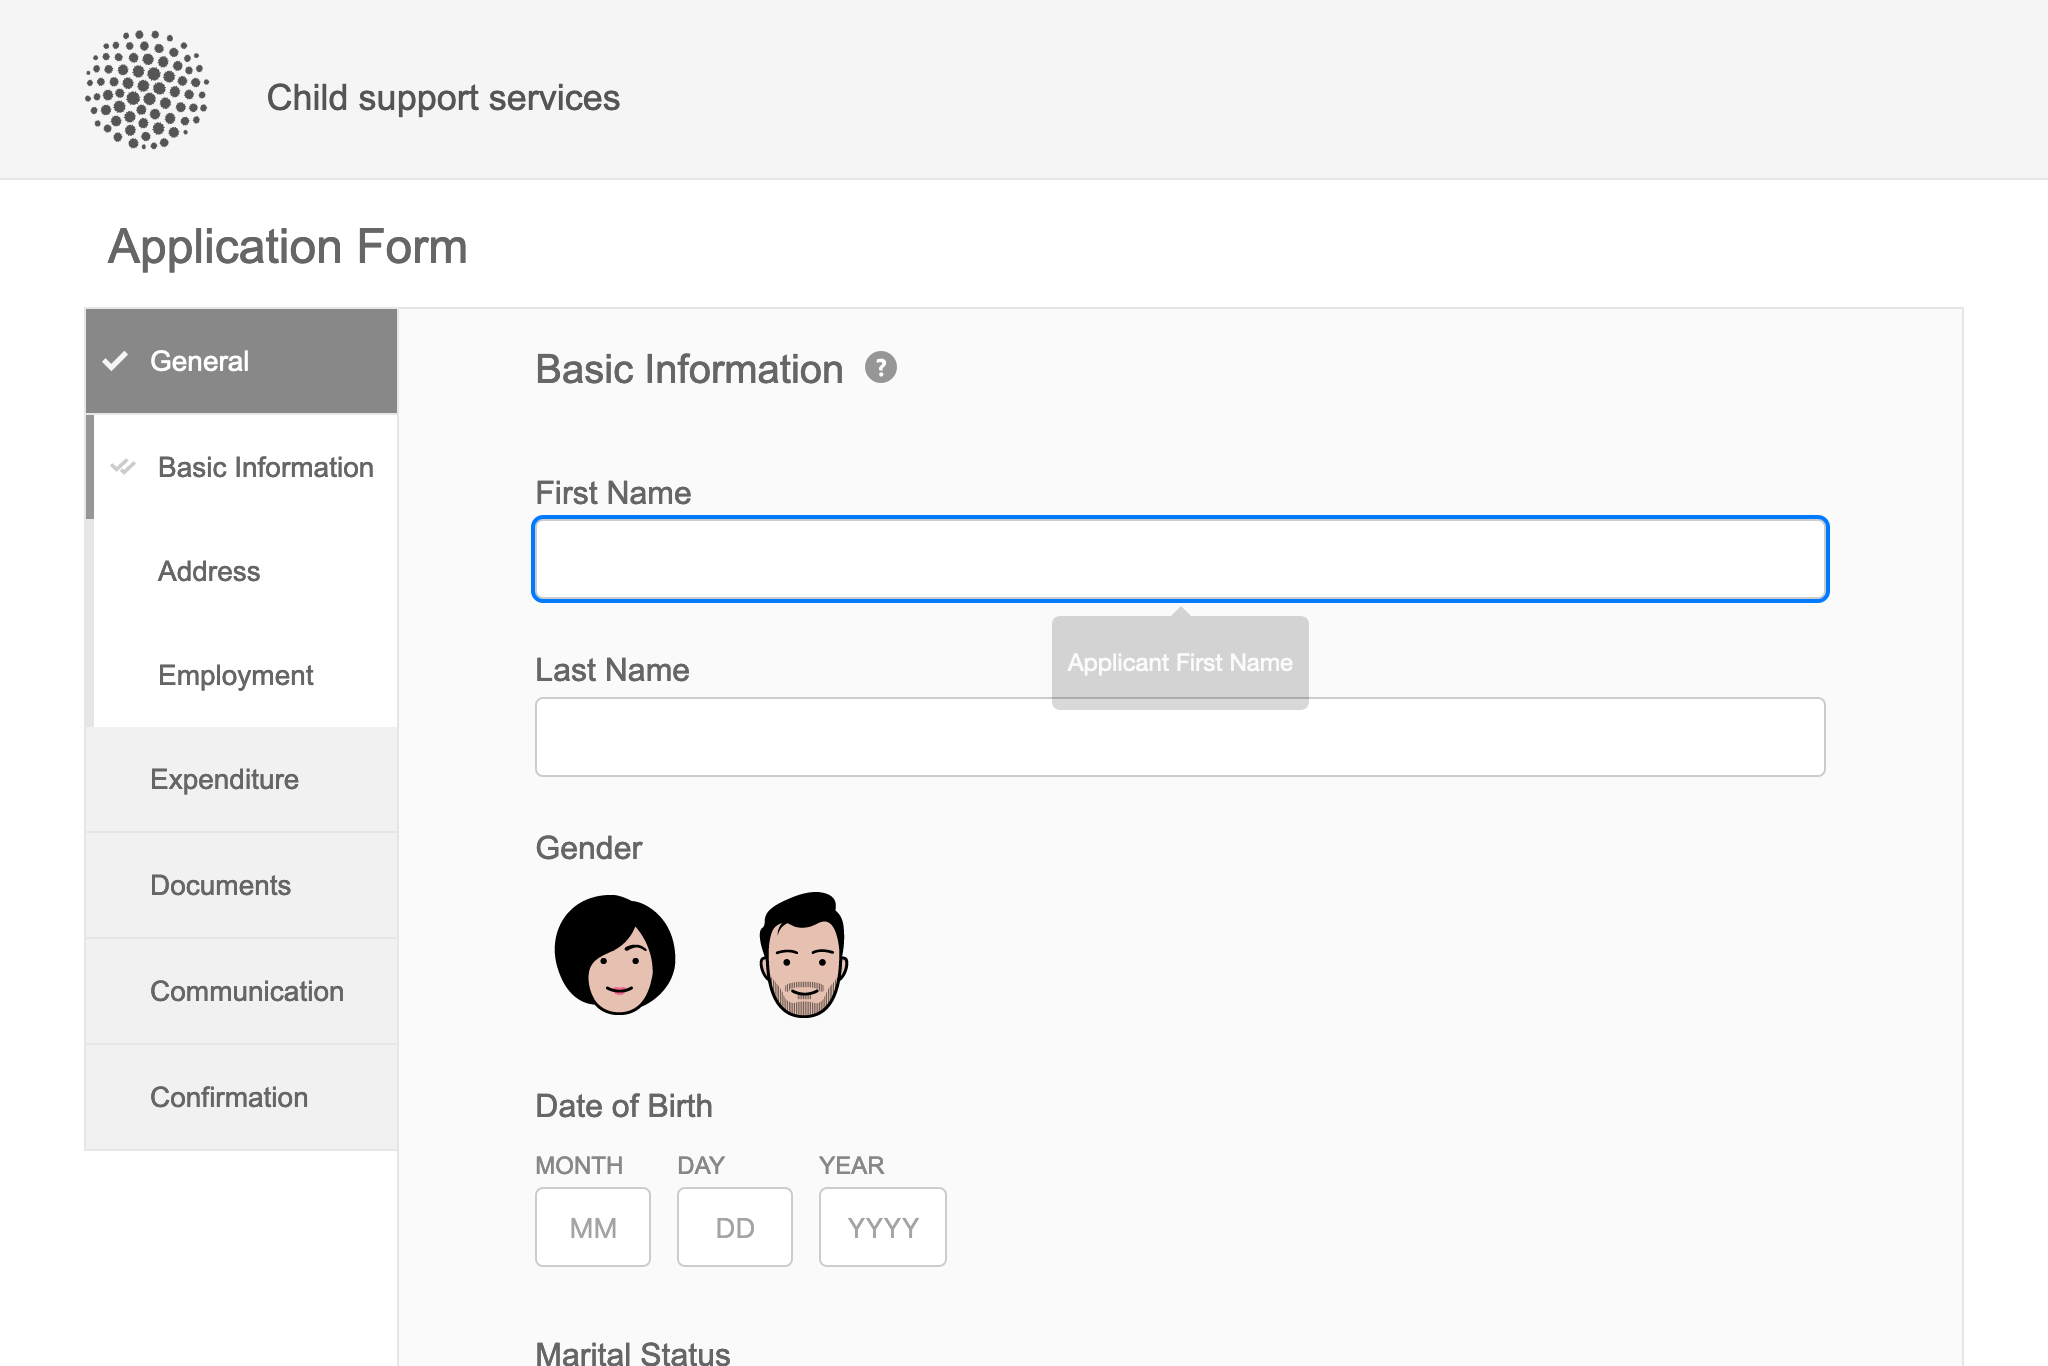 Child support services
Application Form
General
Basic Information
Address
Employment
Expenditure
Documents
Communication
Confirmation
Basic Information ?
First Name
Applicant First Name
Last Name
Gender
Date of Birth
MONTH DAY YEAR
MM DD YYYY
Marital Status